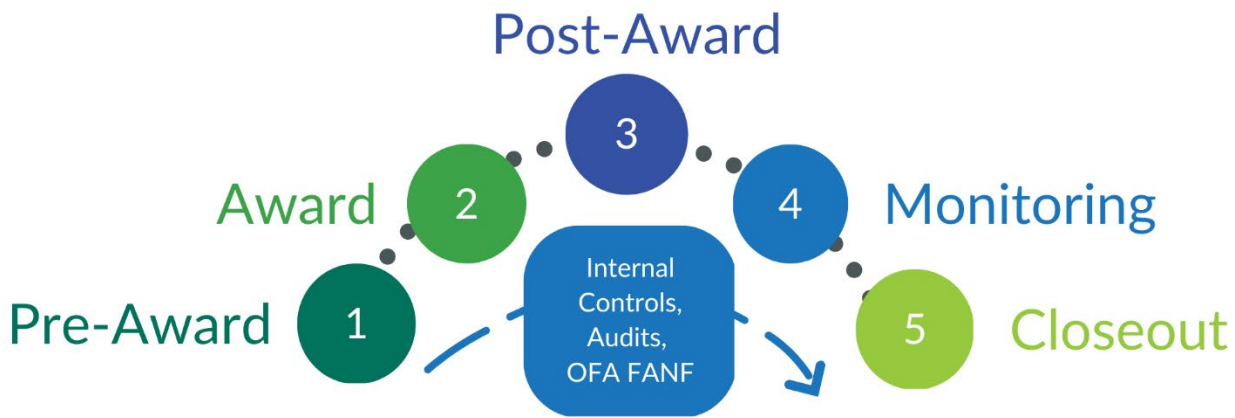 Post-Award
3
Award
2
4
Monitoring
Internal
Controls,
Audits,
OFA FANF
Pre-Award
1
5
Closeout